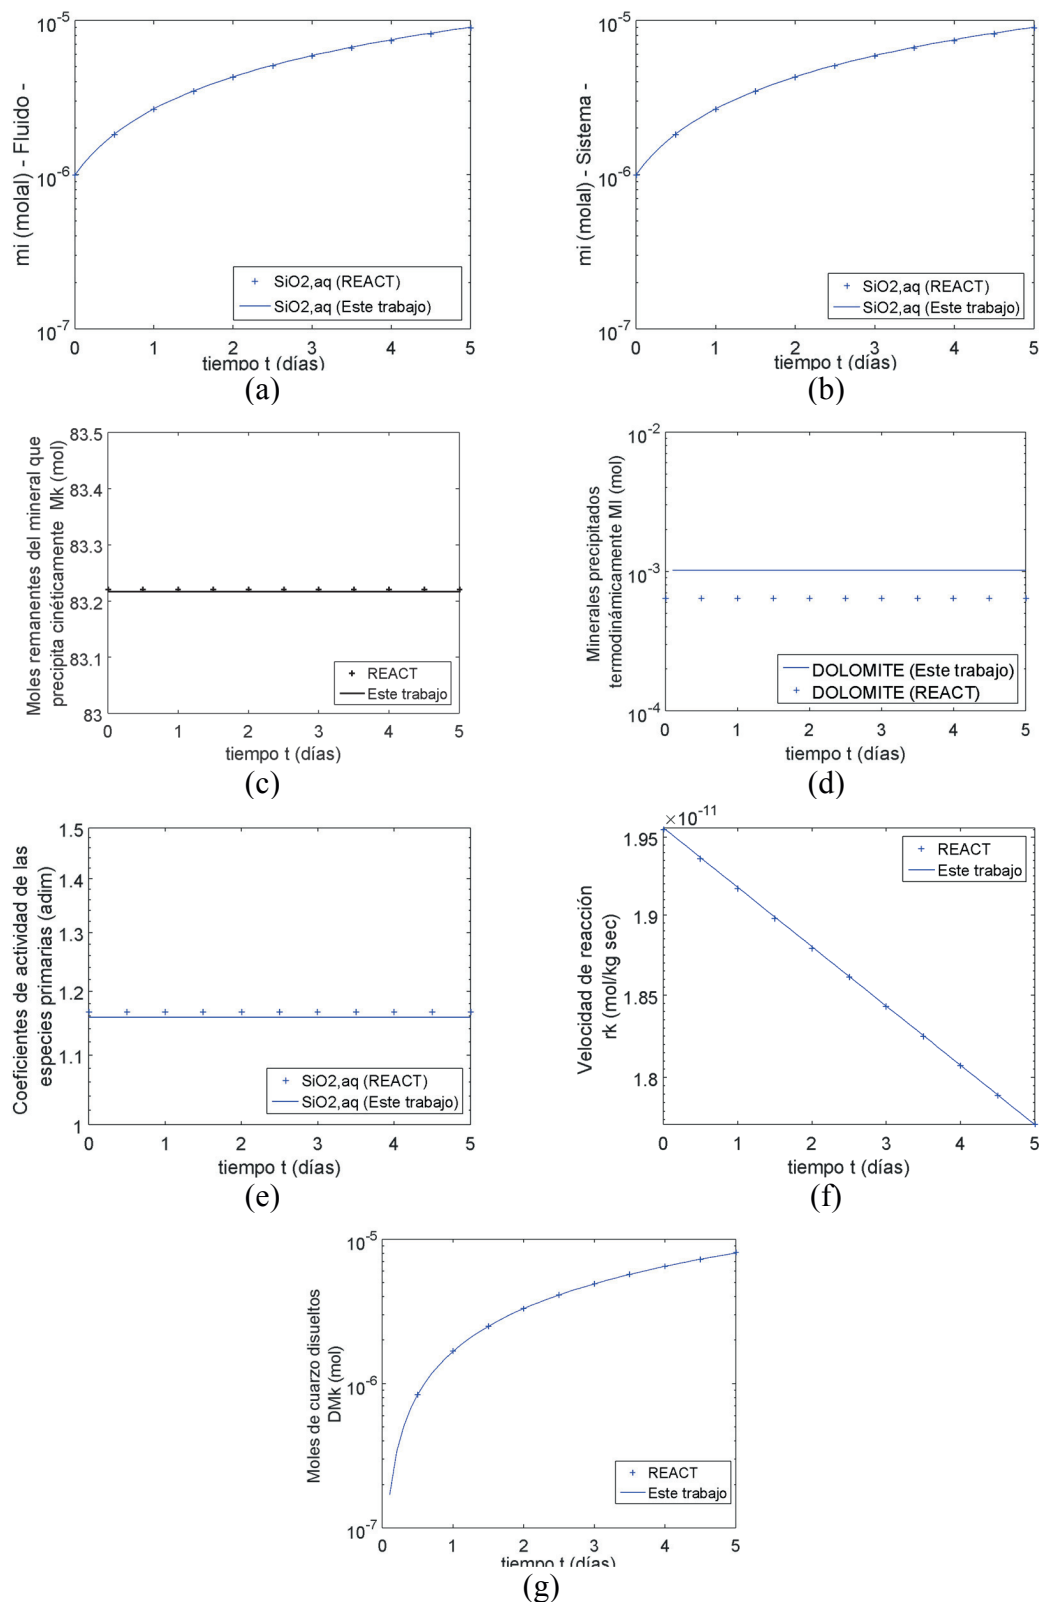 10-5
10-6
10-7
mi (molal) - Fluido -
SiO2,aq (REACT)
SiO2,aq (Este trabajo)
0 1 2 3 4 5
tiempo t (días)
(a)
10-5
10-6
10-7
mi (molal) - Sistema -
SiO2,aq (REACT)
SiO2,aq (Este trabajo)
0 1 2 3 4 5
tiempo t (días)
(b)
83.5
83.4
83.3
83.2
83.1
83
Moles remanentes del mineral que
precipita cinéticamente Mk (mol)
REACT
Este trabajo
0 1 2 3 4 5
tiempo t (días)
(c)
10-2
10-3
10-4
Minerales precipitados
termodinámicamente Ml (mol)
DOLOMITE (Este trabajo)
DOLOMITE (REACT)
0 1 2 3 4 5
tiempo t (días)
(d)
1.5
1.4
1.3
1.2
1.1
1
Coeficientes de actividad de las
especies primarias (adim)
SiO2,aq (REACT)
SiO2,aq (Este trabajo)
0 1 2 3 4 5
tiempo t (días)
(e)
×10-11
1.95
1.9
1.85
1.8
Velocidad de reacción
rk (mol/kg sec)
REACT
Este trabajo
0 1 2 3 4 5
tiempo t (días)
(f)
10-5
10-6
10-7
Moles de cuarzo disueltos
DMk (mol)
REACT
Este trabajo
0 1 2 3 4 5
tiempo t (días)
(g)